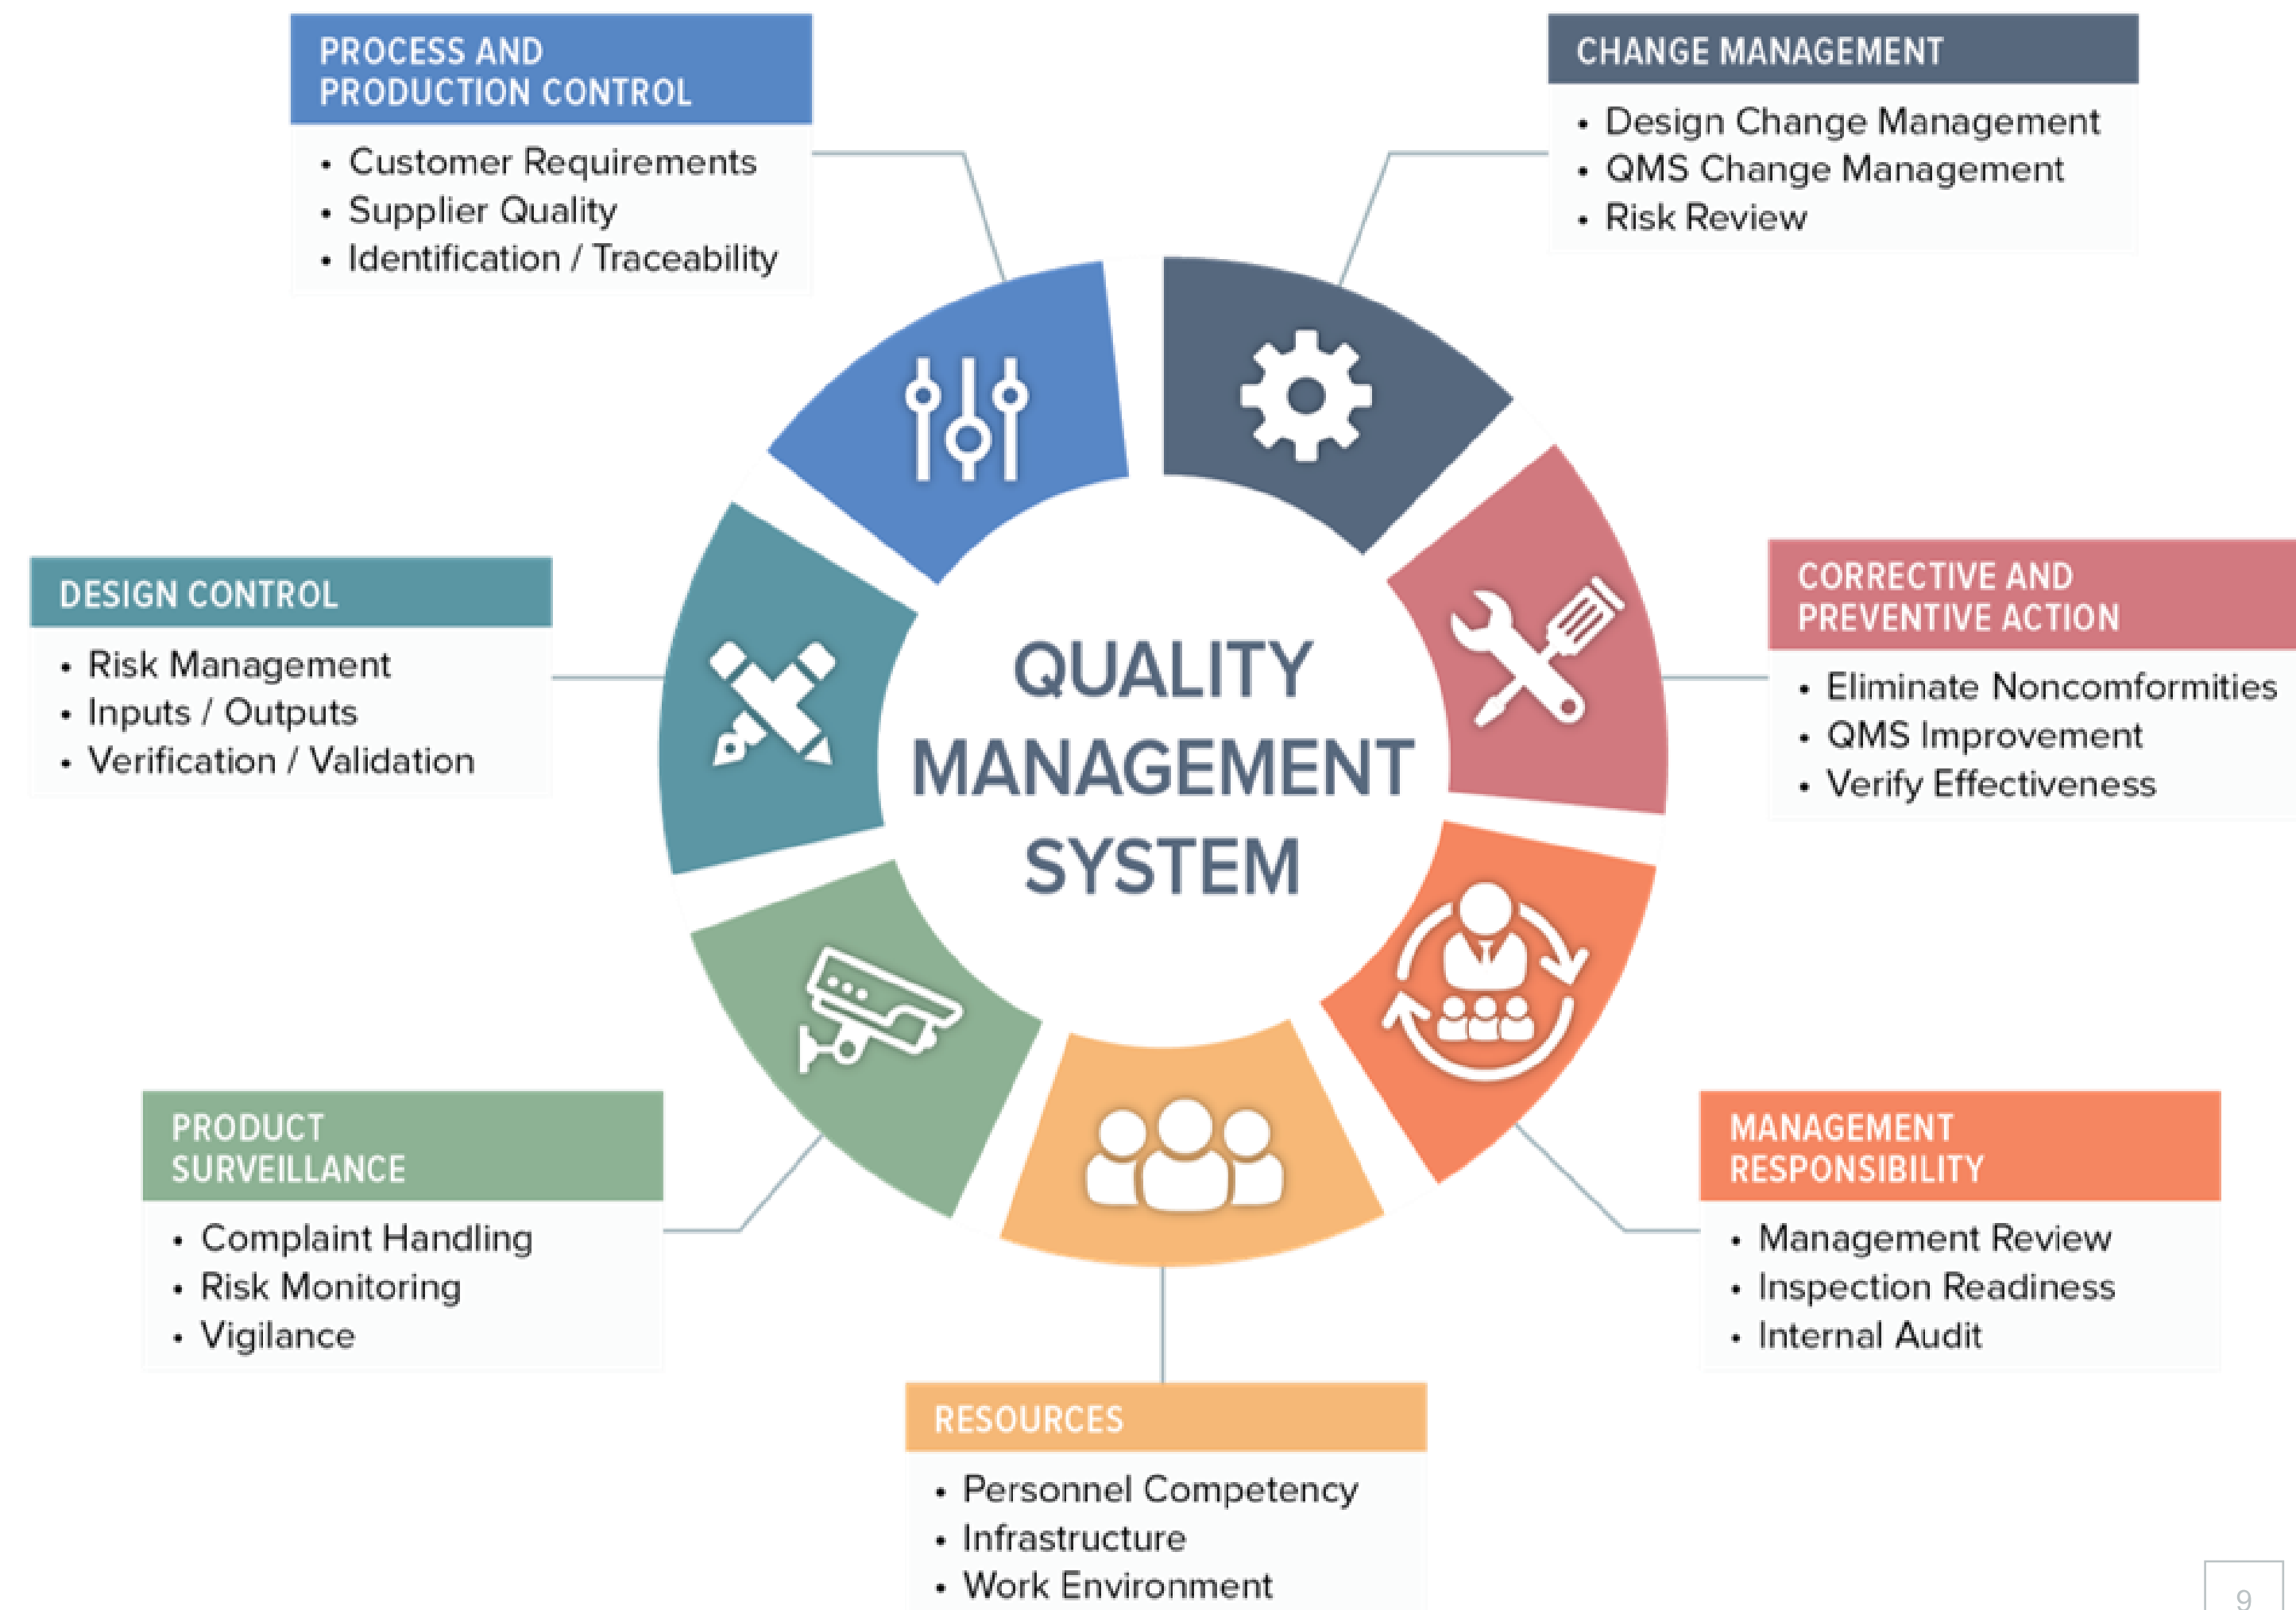 PROCESS AND
PRODUCTION CONTROL
• Customer Requirements
• Supplier Quality
• Identification / Traceability
CHANGE MANAGEMENT
• Design Change Management
• QMS Change Management
• Risk Review
DESIGN CONTROL
• Risk Management
• Inputs / Outputs
• Verification / Validation
QUALITY
MANAGEMENT
SYSTEM
CORRECTIVE AND
PREVENTIVE ACTION
• Eliminate Noncomformities
• QMS Improvement
• Verify Effectiveness
PRODUCT
SURVEILLANCE
• Complaint Handling
• Risk Monitoring
• Vigilance
MANAGEMENT
RESPONSIBILITY
• Management Review
• Inspection Readiness
• Internal Audit
RESOURCES
• Personnel Competency
• Infrastructure
• Work Environment
9